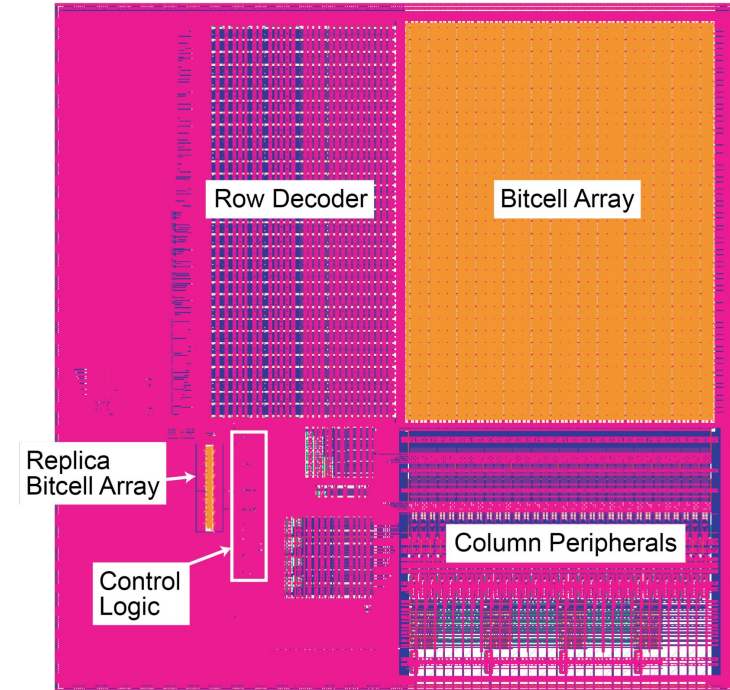 Row Decoder
Bitcell Array
Replica
Bitcell Array
Control
Logic
Column Peripherals